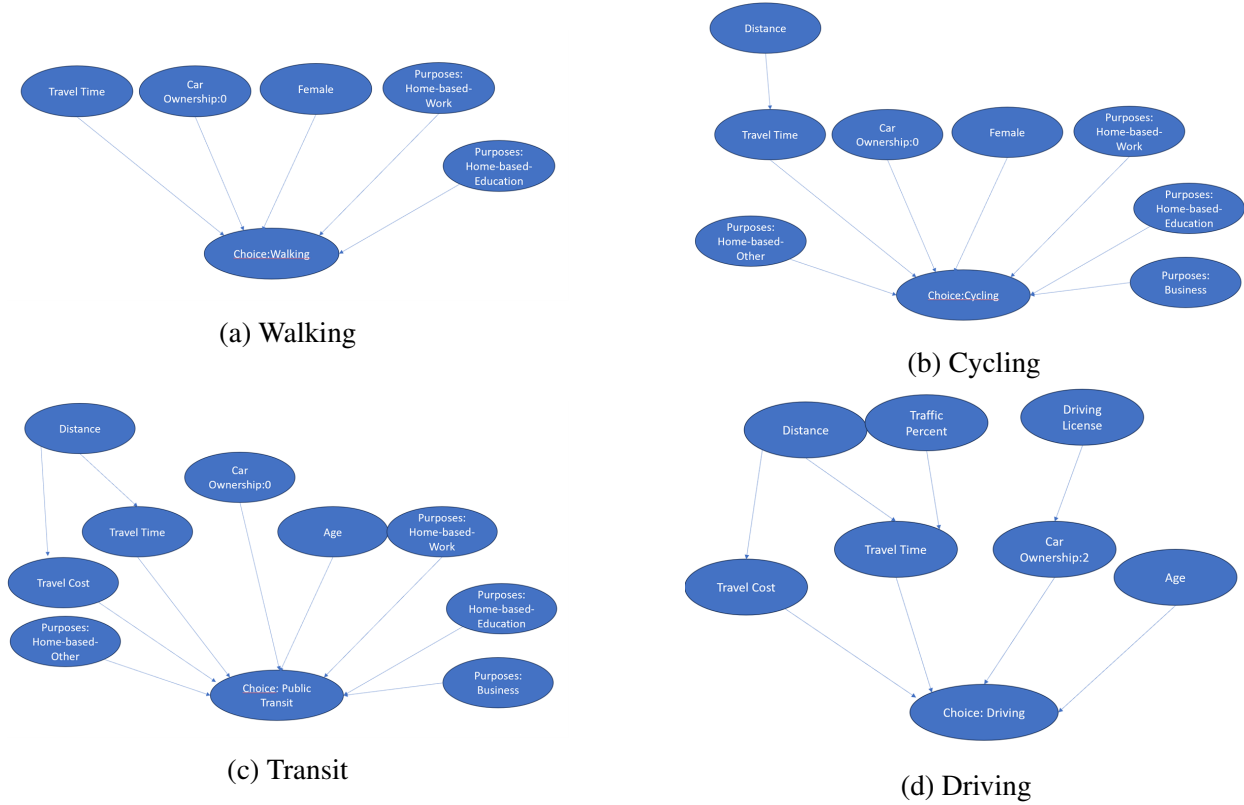 Travel Time
Car
Ownership:0
Female
Purposes:
Home-based-
Work
Purposes:
Home-based-
Education
Choice:Walking
(a) Walking
Distance
Travel Time
Car
Ownership:0
Female
Purposes:
Home-based-
Work
Purposes:
Home-based-
Education
Purposes:
Home-based-
Other
Purposes:
Business
Choice:Cycling
(b) Cycling
Distance
Car
Ownership:0
Travel Time
Age
Purposes:
Home-based-
Work
Travel Cost
Purposes:
Home-based-
Education
Purposes:
Home-based-
Other
Choice: Public
Transit
Purposes:
Business
(c) Transit
Distance
Traffic
Percent
Driving
License
Travel Time
Car
Ownership:2
Travel Cost
Age
Choice: Driving
(d) Driving